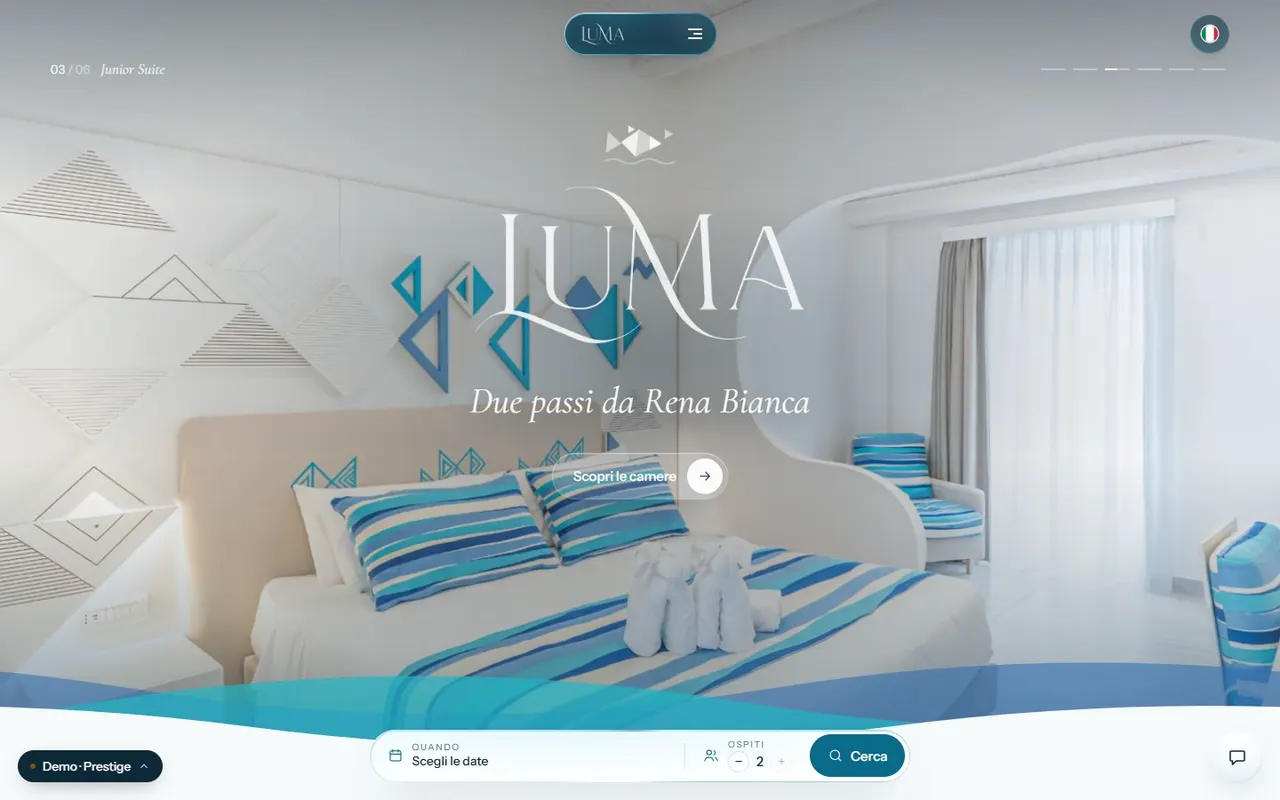 LUMA
03 / 06 Junior Suite
LUMA
Due passi da Rena Bianca
Scopri le camere
QUANDO
Scegli le date
OSPITI
− 2 +
Cerca
Demo · Prestige